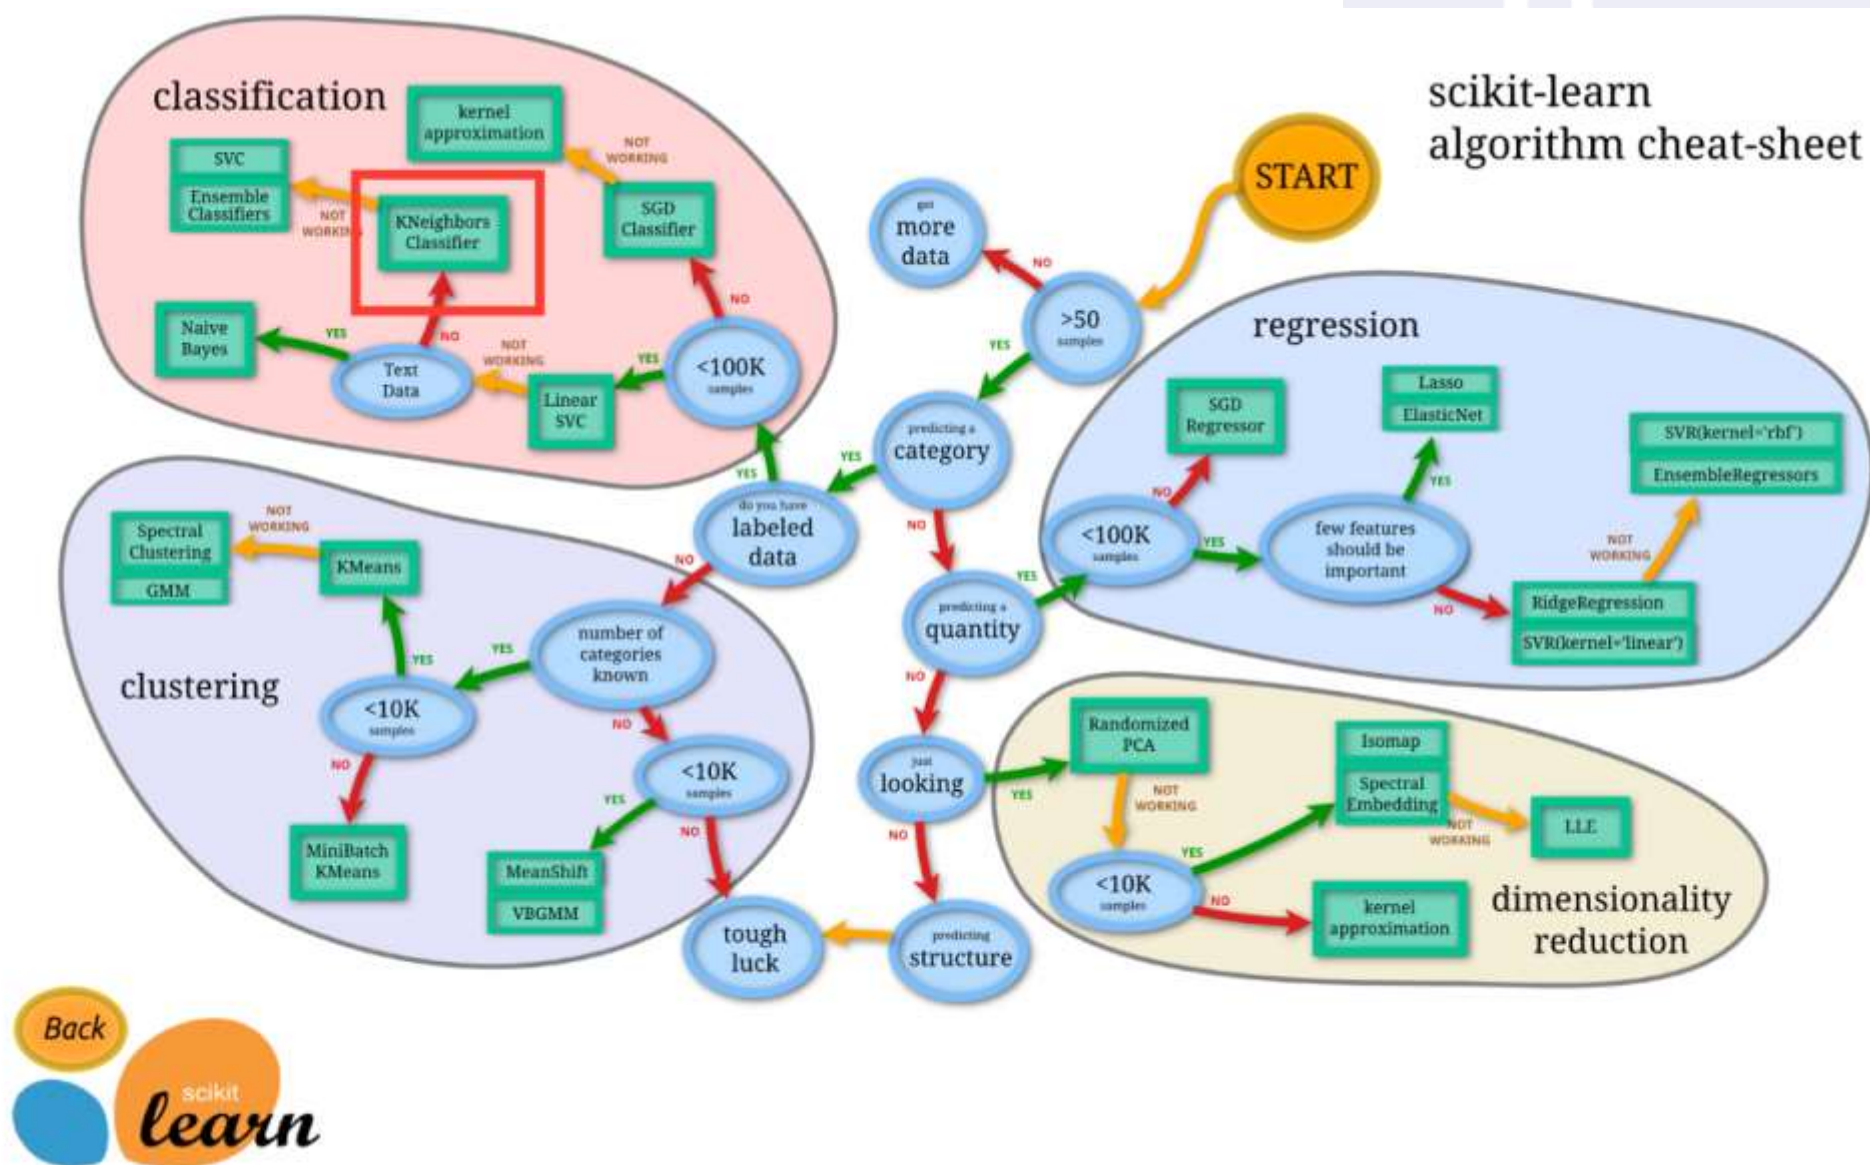 scikit-learn
algorithm cheat-sheet
START
classification
kernel
approximation
NOT
WORKING
SVC
Ensemble
Classifiers
NOT
WORKING
KNeighbors
Classifier
SGD
Classifier
NO
Naive
Bayes
YES
Text
Data
NO
NOT
WORKING
Linear
SVC
YES
<100K
samples
YES
get
more
data
NO
>50
samples
YES
predicting a
category
YES
NO
do you have
labeled
data
NO
predicting a
quantity
YES
NO
just
looking
YES
NO
predicting
structure
tough
luck
regression
SGD
Regressor
NO
<100K
samples
YES
Lasso
ElasticNet
YES
few features
should be
important
NO
SVR(kernel='rbf')
EnsembleRegressors
NOT
WORKING
RidgeRegression
SVR(kernel='linear')
clustering
Spectral
Clustering
GMM
NOT
WORKING
KMeans
YES
<10K
samples
NO
MiniBatch
KMeans
YES
number of
categories
known
NO
<10K
samples
YES
NO
MeanShift
VBGMM
Randomized
PCA
NOT
WORKING
<10K
samples
YES
NO
Isomap
Spectral
Embedding
NOT
WORKING
LLE
kernel
approximation
dimensionality
reduction
Back
scikit
learn